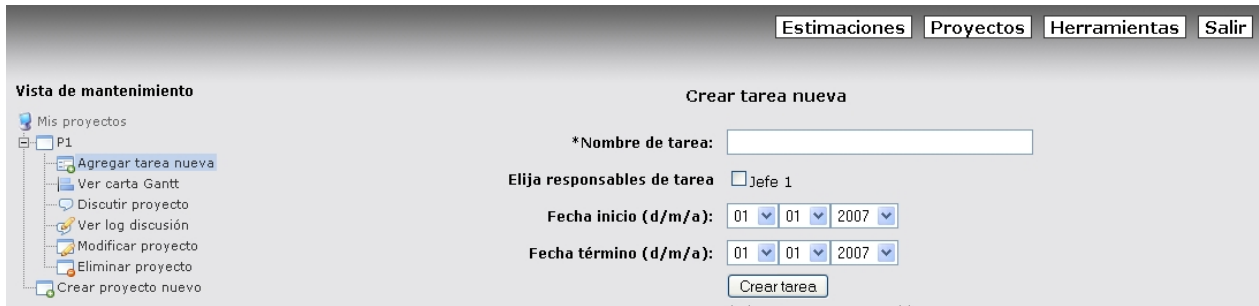 Estimaciones Proyectos Herramientas Salir
Vista de mantenimiento
Mis proyectos
P1
Agregar tarea nueva
Ver carta Gantt
Discutir proyecto
Ver log discusión
Modificar proyecto
Eliminar proyecto
Crear proyecto nuevo
Crear tarea nueva
*Nombre de tarea:
Elija responsables de tarea Jefe 1
Fecha inicio (d/m/a): 01 01 2007
Fecha término (d/m/a): 01 01 2007
Crear tarea